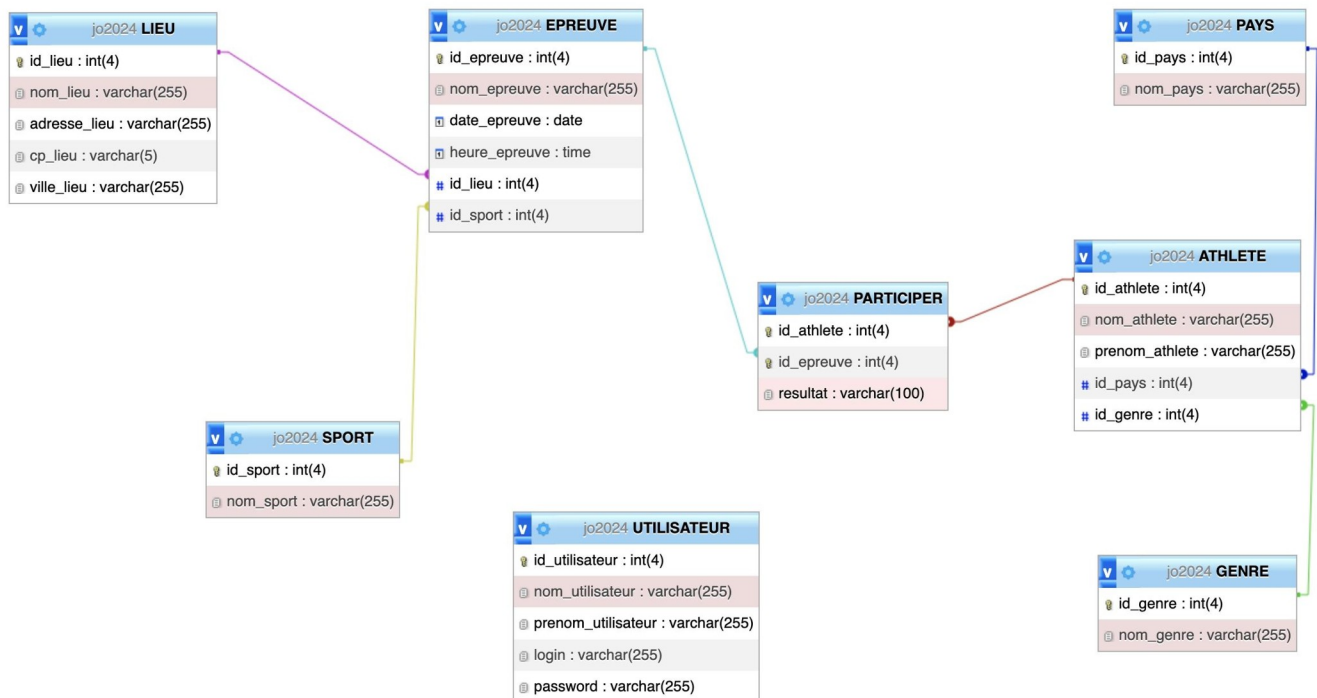 jo2024 LIEU
id_lieu : int(4)
nom_lieu : varchar(255)
adresse_lieu : varchar(255)
cp_lieu : varchar(5)
ville_lieu : varchar(255)
jo2024 EPREUVE
id_epreuve : int(4)
nom_epreuve : varchar(255)
date_epreuve : date
heure_epreuve : time
id_lieu : int(4)
id_sport : int(4)
jo2024 PAYS
id_pays : int(4)
nom_pays : varchar(255)
jo2024 PARTICIPER
id_athlete : int(4)
id_epreuve : int(4)
resultat : varchar(100)
jo2024 ATHLETE
id_athlete : int(4)
nom_athlete : varchar(255)
prenom_athlete : varchar(255)
id_pays : int(4)
id_genre : int(4)
jo2024 SPORT
id_sport : int(4)
nom_sport : varchar(255)
jo2024 UTILISATEUR
id_utilisateur : int(4)
nom_utilisateur : varchar(255)
prenom_utilisateur : varchar(255)
login : varchar(255)
password : varchar(255)
jo2024 GENRE
id_genre : int(4)
nom_genre : varchar(255)